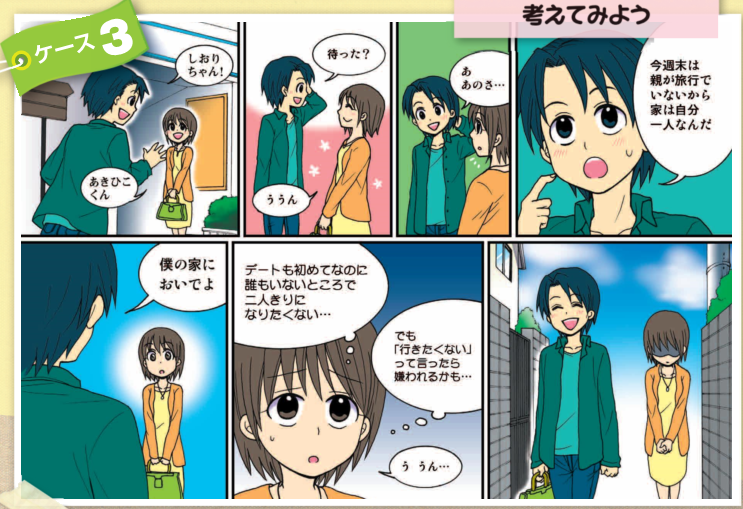 考えてみよう
ケース3
しおり
ちゃん!
あきひこ
くん
待った?
ううん
あ
あのさ…
今週末は
親が旅行で
いないから
家は自分
一人なんだ
僕の家に
おいでよ
デートも初めてなのに
誰もいないところで
二人きりに
なりたくない…
でも
「行きたくない」
って言ったら
嫌われるかも…
う うん…